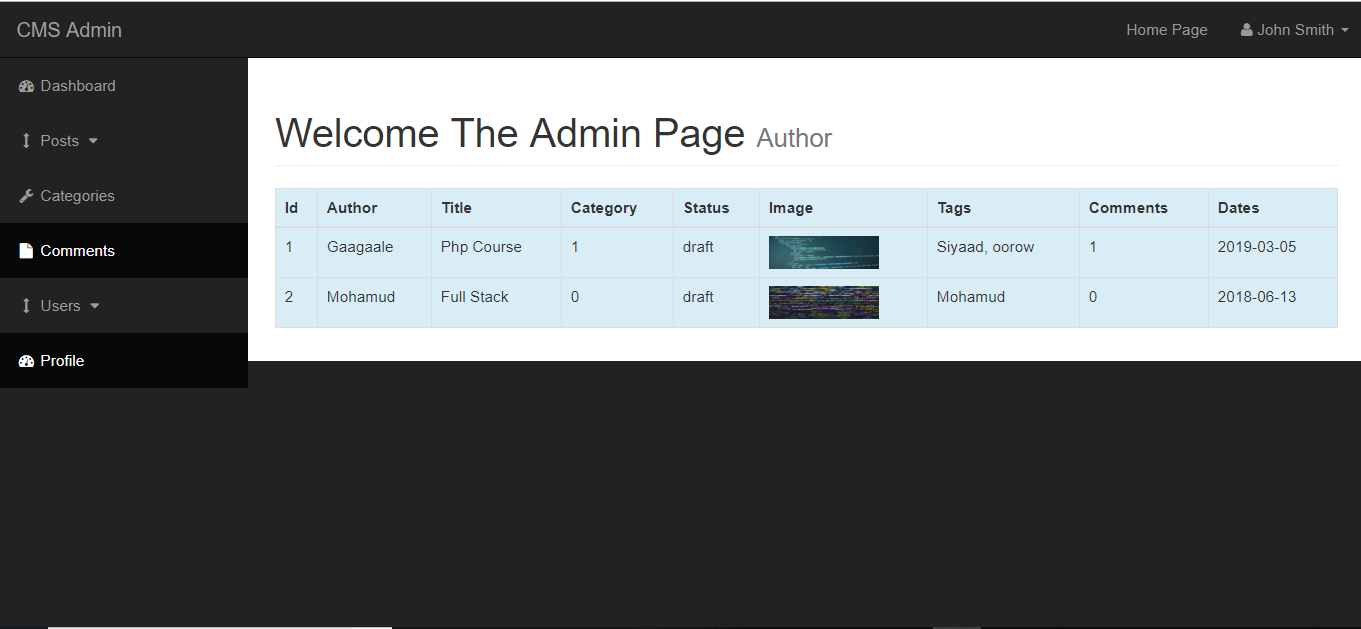 CMS Admin
Home Page
John Smith
Dashboard
Posts
Categories
Comments
Users
Profile
Welcome The Admin Page Author
Id Author Title Category Status Image Tags Comments Dates
1 Gaagaale Php Course 1 draft Siyaad, oorow 1 2019-03-05
2 Mohamud Full Stack 0 draft Mohamud 0 2018-06-13